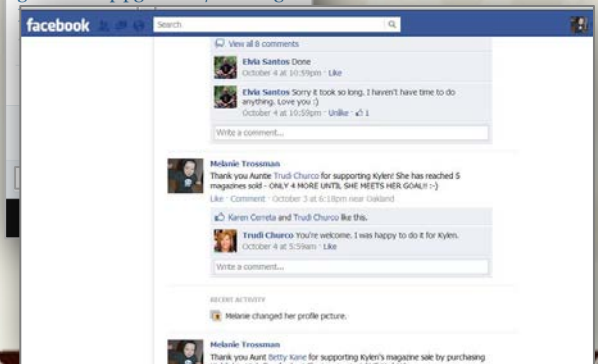 facebook
Search
View all 8 comments
Elvia Santos Done
October 4 at 10:59pm · Like
Elvia Santos Sorry it took so long. I haven't have time to do
anything. Love you :)
October 4 at 10:59pm · Unlike · 1
Write a comment...
Melanie Trossman
Thank you Auntie Trudi Churco for supporting Kylen! She has reached 5
magazines sold - ONLY 4 MORE UNTIL SHE MEETS HER GOAL!! :-)
Like · Comment · October 3 at 6:18pm near Oakland
Karen Cerreta and Trudi Churco like this.
Trudi Churco You're welcome. I was happy to do it for Kylen.
October 4 at 5:59am · Like
Write a comment...
RECENT ACTIVITY
Melanie changed her profile picture.
Melanie Trossman
Thank you Aunt Betty Kane for supporting Kylen's magazine sale by purchasing